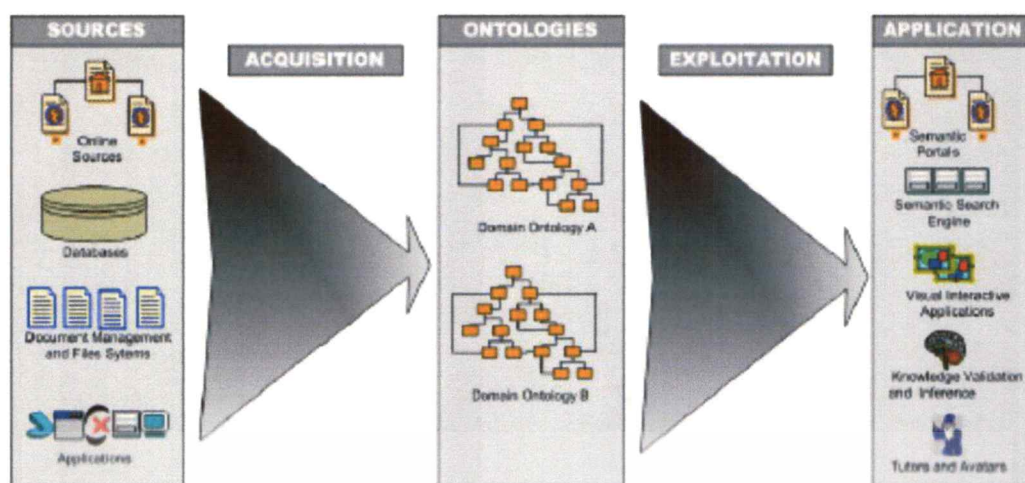 SOURCES
ACQUISITION
ONTOLOGIES
EXPLOITATION
APPLICATION
Online
Sources
Databases
Document Management
and Files Sytems
Applications
Domain Ontology A
Domain Ontology B
Semantic
Portals
Semantic Search
Engine
Visual Interactive
Applications
Knowledge Validation
and Inference
Tutors and Avatars